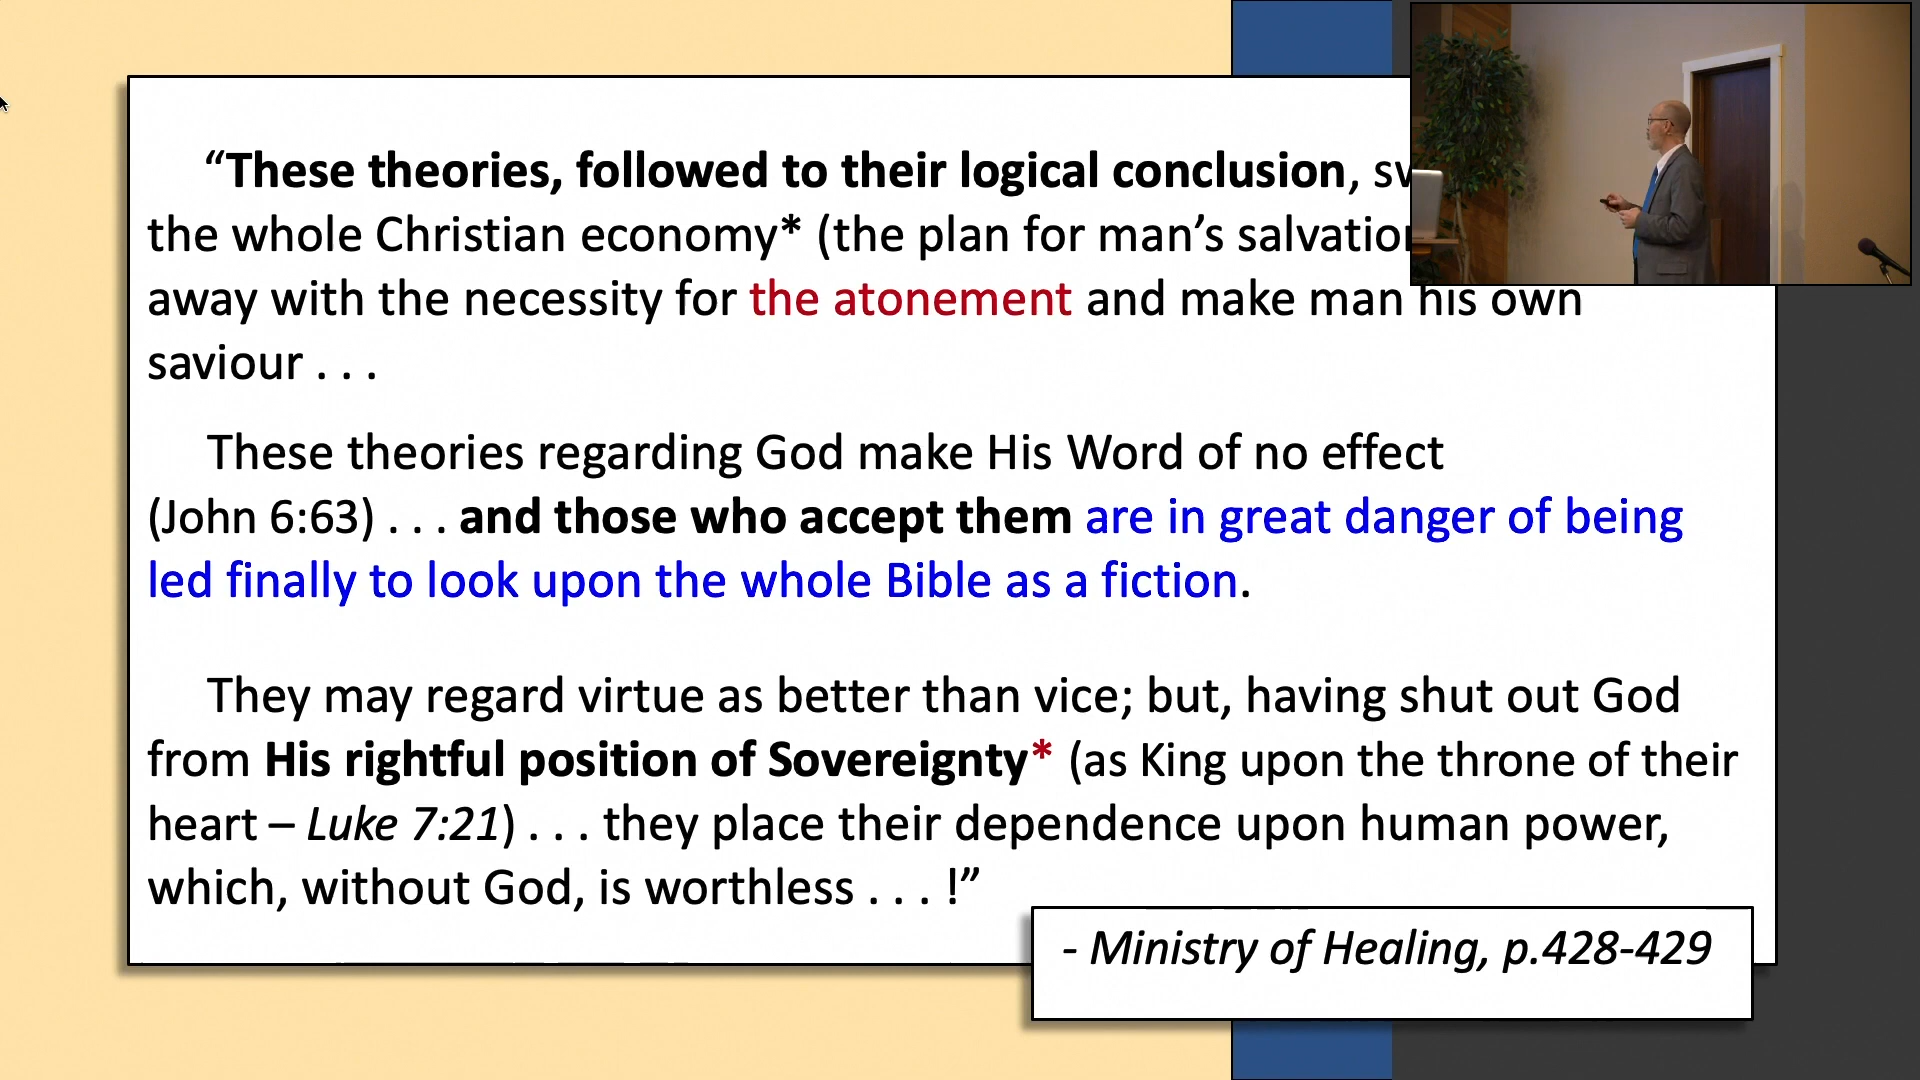 “These theories, followed to their logical conclusion,
the whole Christian economy* (the plan for man’s
away with the necessity for the atonement and make man his own
saviour . . .
These theories regarding God make His Word of no effect
(John 6:63) . . . and those who accept them are in great danger of being
led finally to look upon the whole Bible as a fiction.
They may regard virtue as better than vice; but, having shut out God
from His rightful position of Sovereignty* (as King upon the throne of their
heart – Luke 7:21) . . . they place their dependence upon human power,
which, without God, is worthless . . . !”
- Ministry of Healing, p.428-429